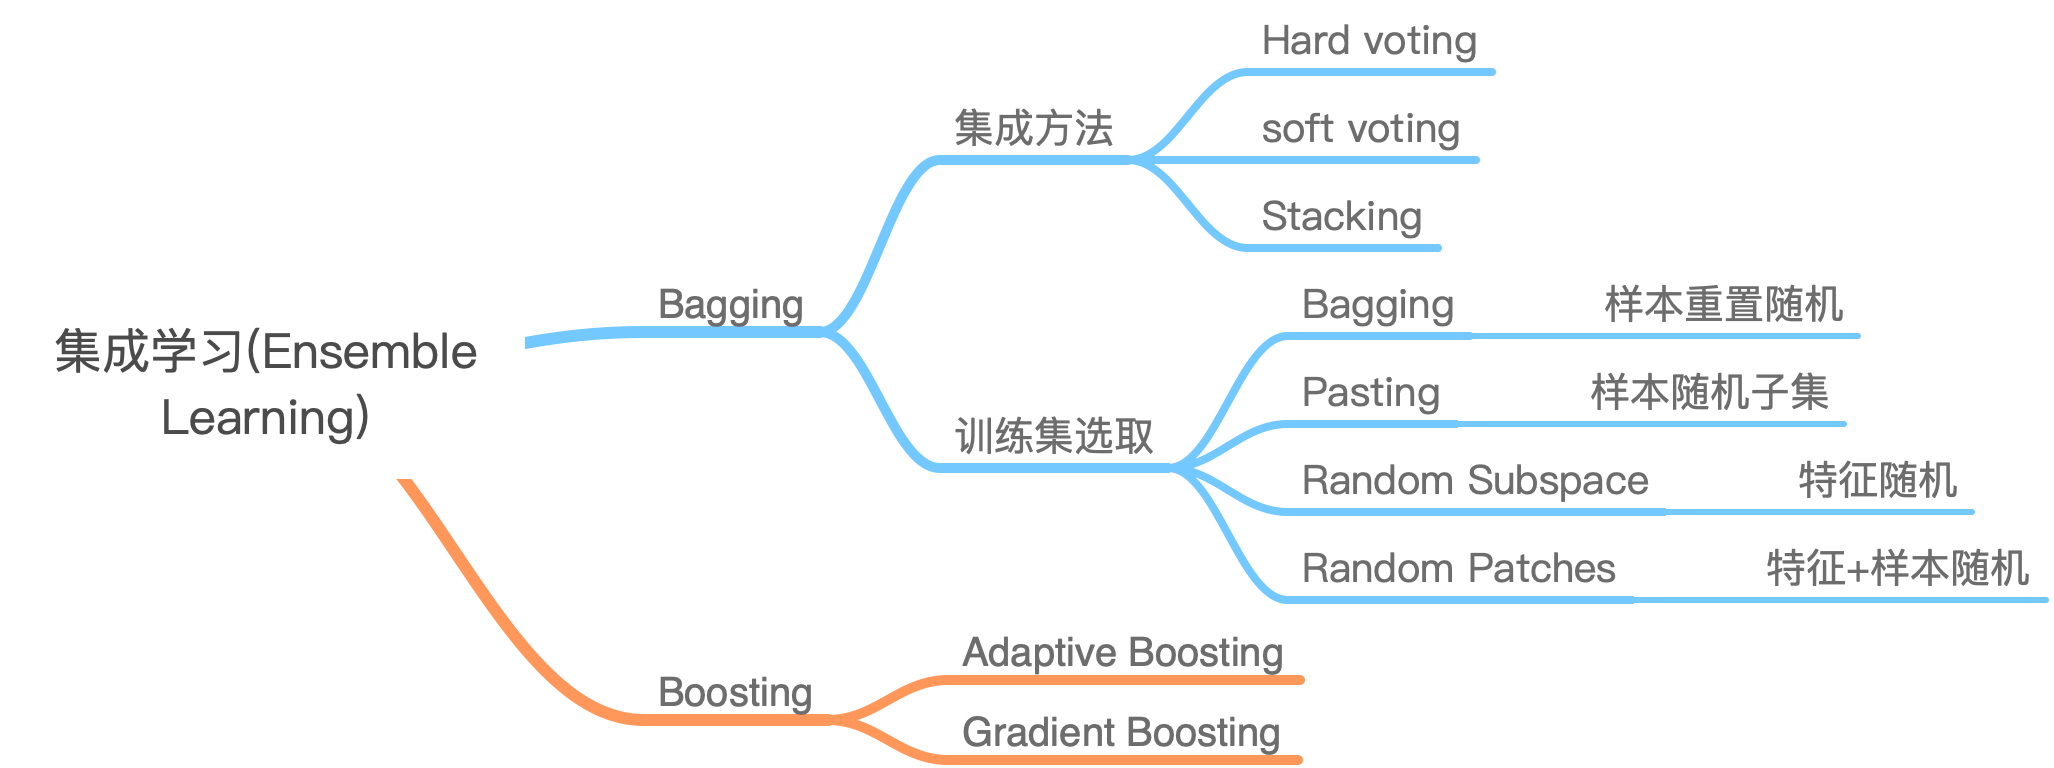 集成学习(Ensemble
Learning)
Bagging
集成方法
Hard voting
soft voting
Stacking
训练集选取
Bagging
样本重置随机
Pasting
样本随机子集
Random Subspace
特征随机
Random Patches
特征+样本随机
Boosting
Adaptive Boosting
Gradient Boosting